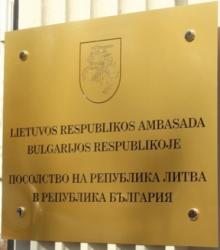 LIETUVOS RESPUBLIKOS AMBASADA
BULGARIJOS RESPUBLIKOJE
ПОСОЛСТВО НА РЕПУБЛИКА ЛИТВА
В РЕПУБЛИКА БЪЛГАРИЯ